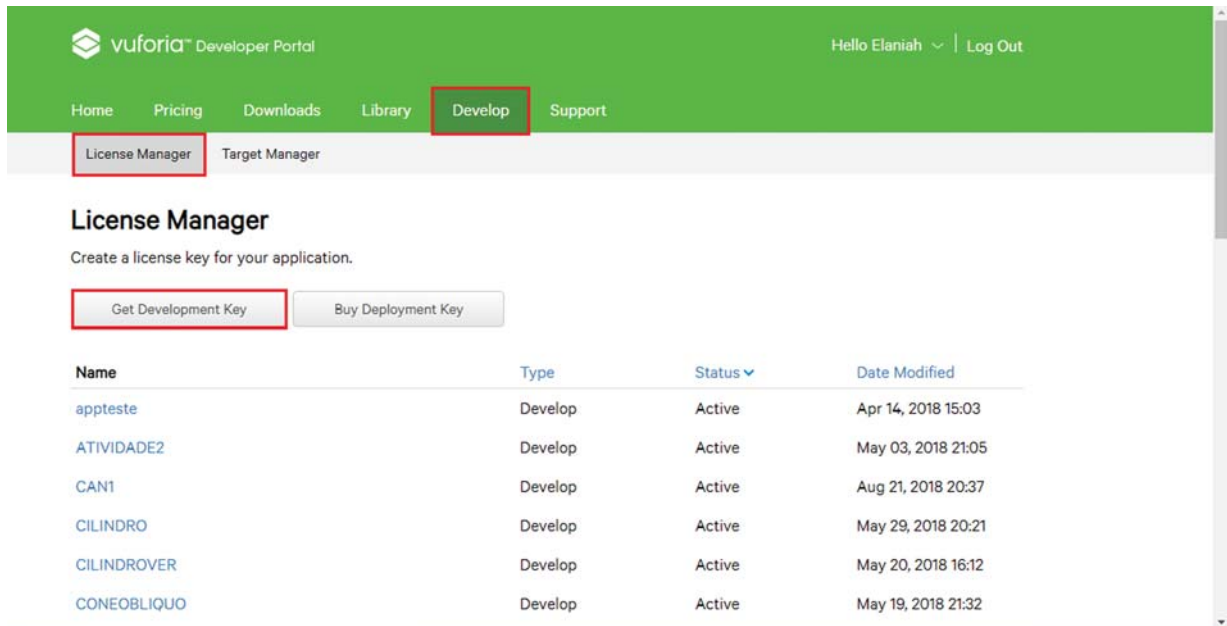 vuforia™ Developer Portal
Hello Elaniah | Log Out
Home Pricing Downloads Library Develop Support
License Manager Target Manager
License Manager
Create a license key for your application.
Get Development Key Buy Deployment Key
Name Type Status Date Modified
appteste Develop Active Apr 14, 2018 15:03
ATIVIDADE2 Develop Active May 03, 2018 21:05
CAN1 Develop Active Aug 21, 2018 20:37
CILINDRO Develop Active May 29, 2018 20:21
CILINDROVER Develop Active May 20, 2018 16:12
CONEOBLIQUO Develop Active May 19, 2018 21:32